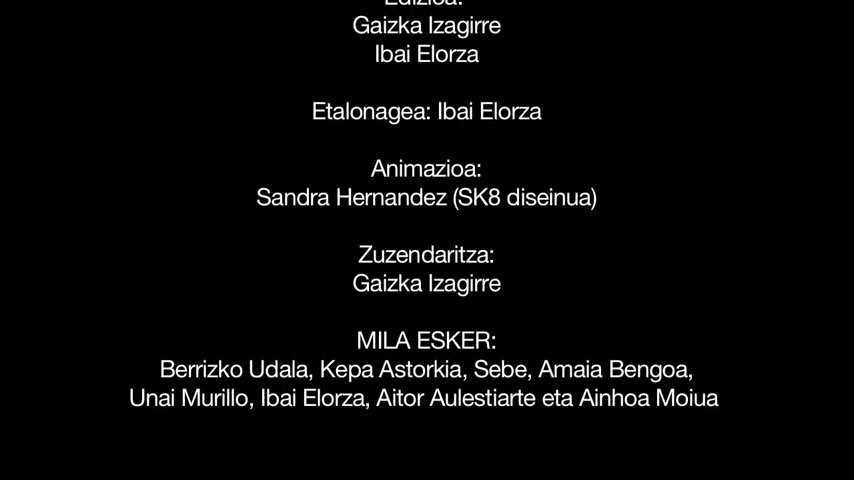 Edizioa:
Gaizka Izagirre
Ibai Elorza
Etalonagea: Ibai Elorza
Animazioa:
Sandra Hernandez (SK8 diseinua)
Zuzendaritza:
Gaizka Izagirre
MILA ESKER:
Berrizko Udala, Kepa Astorkia, Sebe, Amaia Bengoa,
Unai Murillo, Ibai Elorza, Aitor Aulestiarte eta Ainhoa Moiua